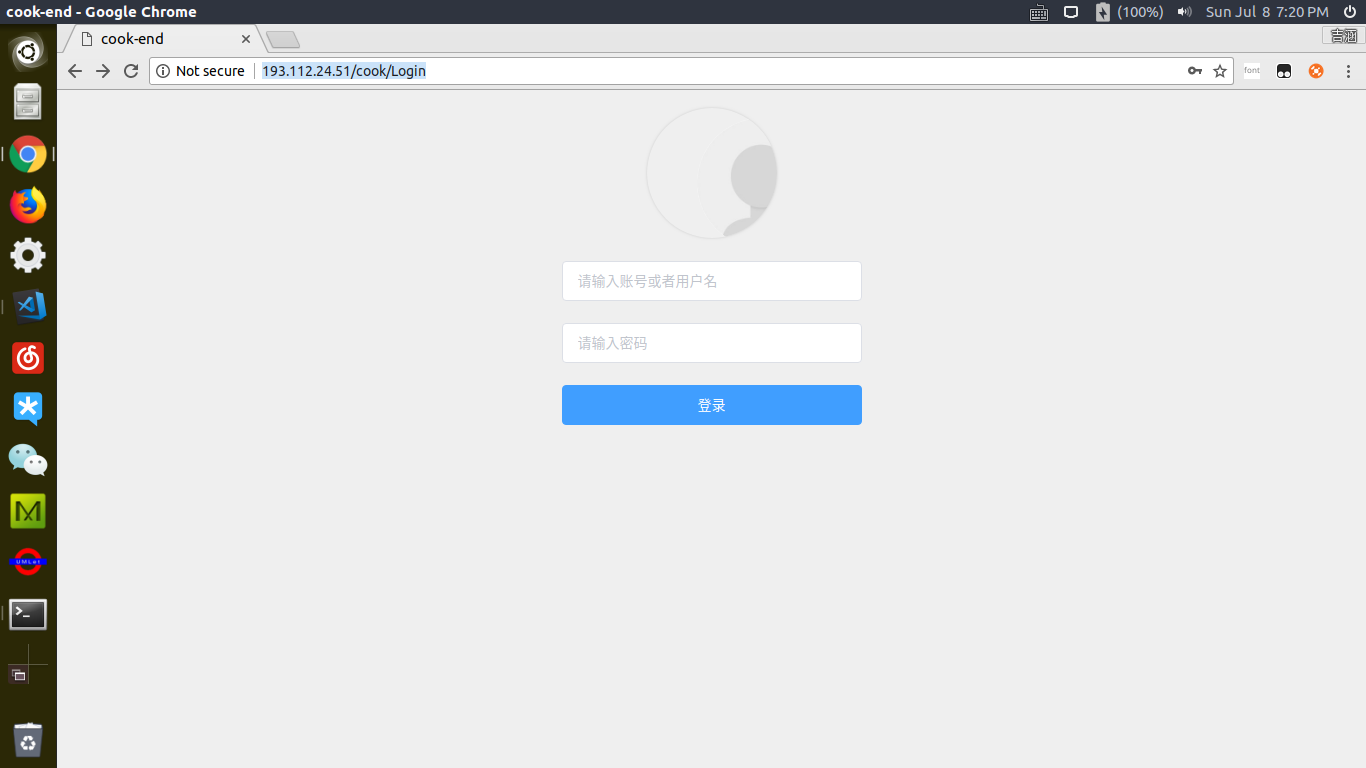 cook-end - Google Chrome
(100%) Sun Jul 8 7:20 PM
cook-end
吉涵
Not secure 193.112.24.51/cook/Login
font
请输入账号或者用户名
请输入密码
登录
UMLet